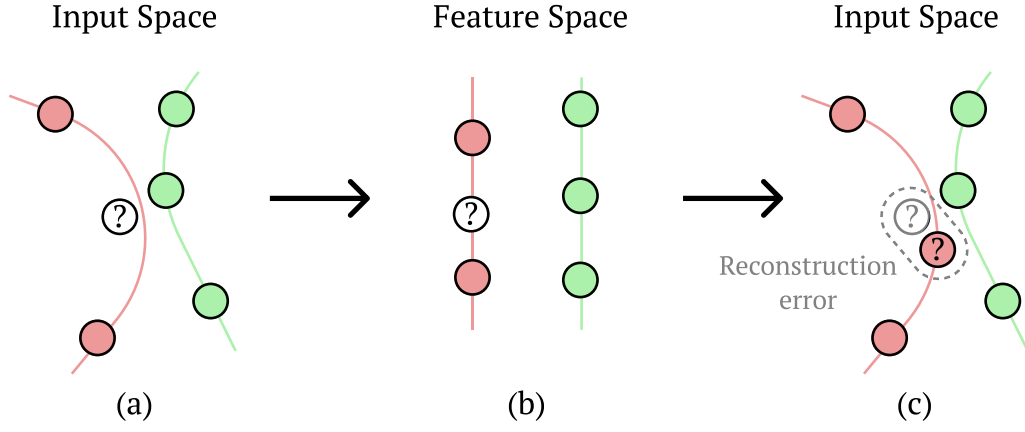 Input Space
Feature Space
Input Space
?
?
?
?
Reconstruction
error
(a)
(b)
(c)